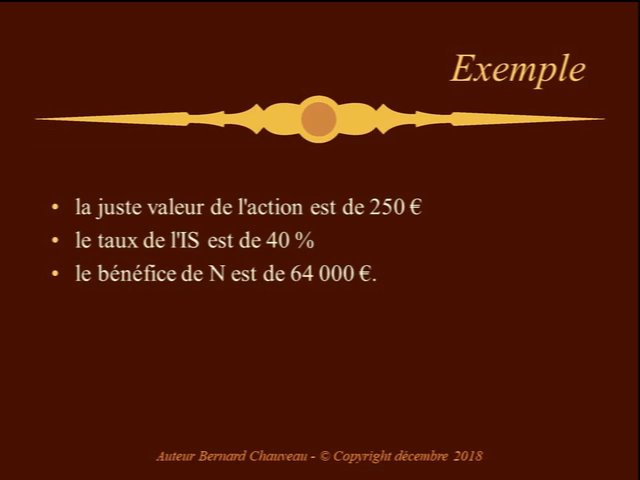 Exemple
• la juste valeur de l'action est de 250 €
• le taux de l'IS est de 40 %
• le bénéfice de N est de 64 000 €.
Auteur Bernard Chauveau - © Copyright décembre 2018